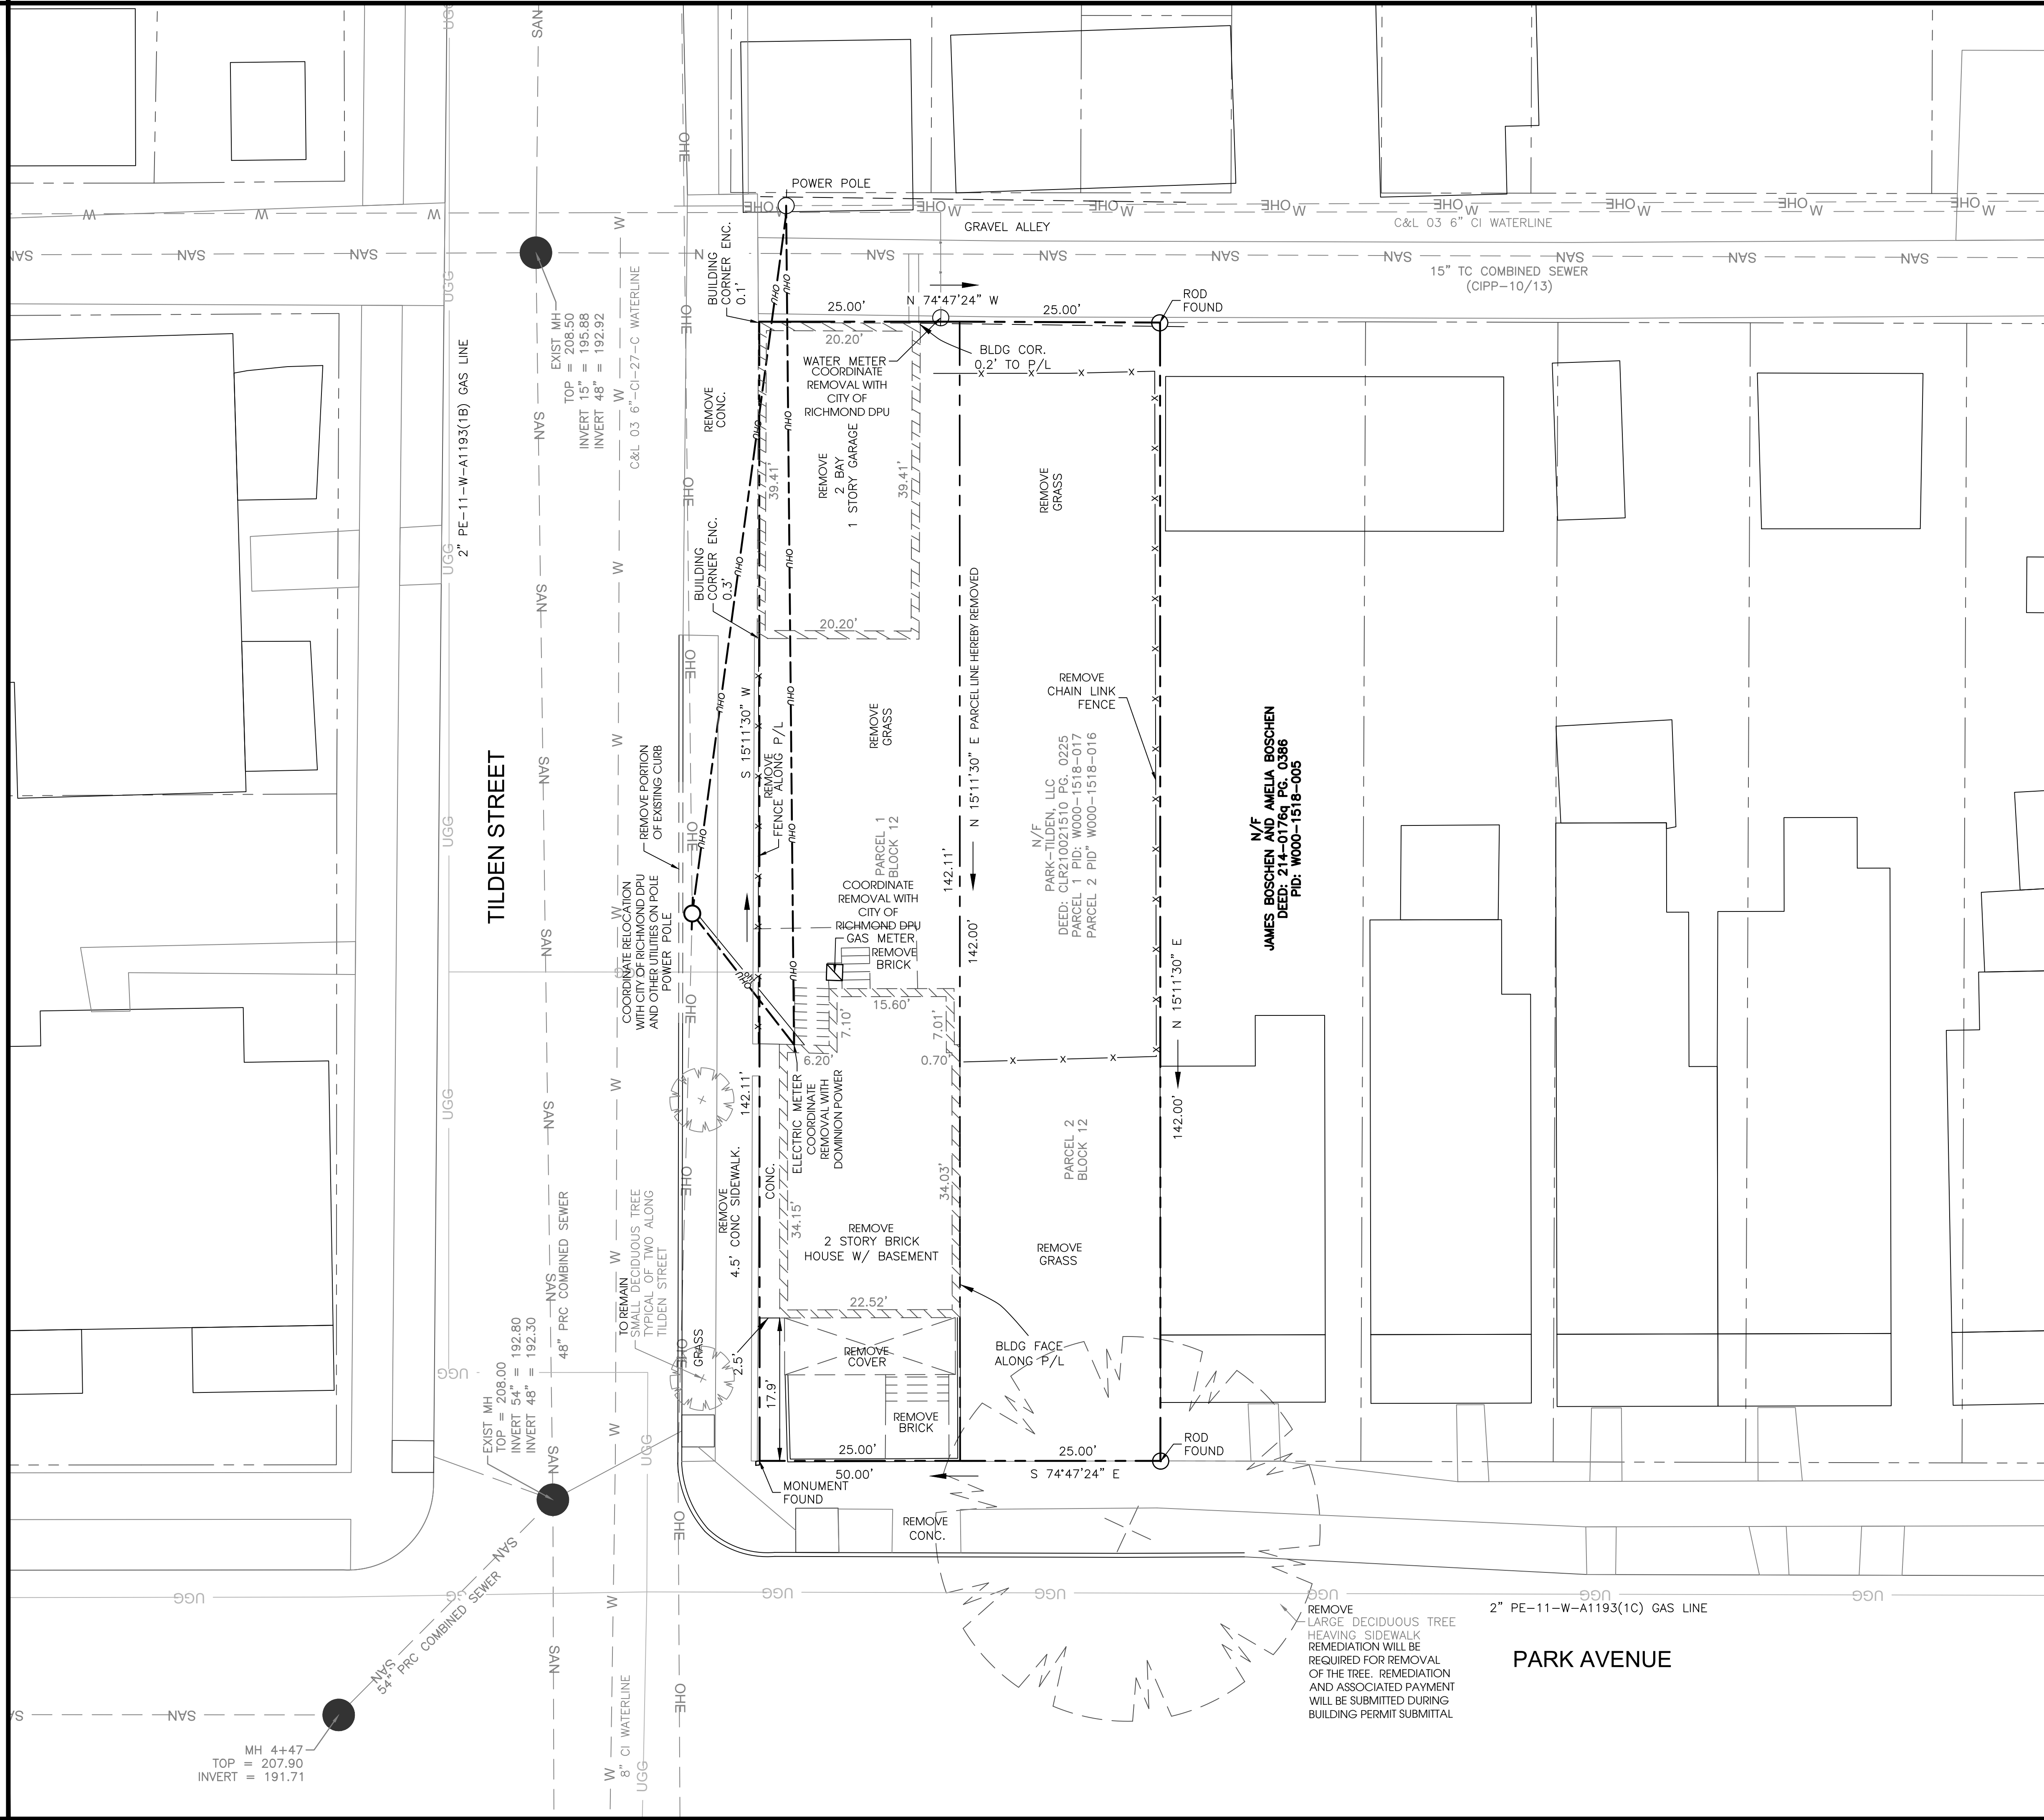 POWER POLE
GRAVEL ALLEY
C&L 03 6" CI WATERLINE
15" TC COMBINED SEWER
(CIPP-10/13)
BUILDING
CORNER ENC.
0.1'
N 74°47'24" W
25.00'
25.00'
ROD
FOUND
20.20'
WATER METER
COORDINATE
REMOVAL WITH
CITY OF
RICHMOND DPU
BLDG COR.
0.2' TO P/L
EXIST MH
TOP = 208.50
INVERT 15" = 195.88
INVERT 48" = 192.92
C&L 03 6"-CI-27-C WATERLINE
2" PE-11-W-A1193(1B) GAS LINE
REMOVE
CONC.
REMOVE
2 BAY
1 STORY GARAGE
39.41'
39.41'
REMOVE
GRASS
BUILDING
CORNER ENC.
0.3'
20.20'
TILDEN STREET
REMOVE PORTION
OF EXISTING CURB
S 15°11'30" W
REMOVE
FENCE ALONG P/L
REMOVE
GRASS
N 15°11'30" E PARCEL LINE HEREBY REMOVED
REMOVE
CHAIN LINK
FENCE
PARCEL 1
BLOCK 12
142.11'
142.00'
N/F
PARK-TILDEN, LLC
DEED: CLR210021510 PG. 0225
PARCEL 1 PID: W000-1518-017
PARCEL 2 PID" W000-1518-016
N/F
JAMES BOSCHEN AND AMELIA BOSCHEN
DEED: 214-0176q PG. 0386
PID: W000-1518-005
COORDINATE RELOCATION
WITH CITY OF RICHMOND DPU
AND OTHER UTILITIES ON POLE
POWER POLE
COORDINATE
REMOVAL WITH
CITY OF
RICHMOND DPU
GAS METER
REMOVE
BRICK
15.60'
7.10'
7.01'
6.20'
0.70'
N 15°11'30" E
142.00'
142.11'
ELECTRIC METER
COORDINATE
REMOVAL WITH
DOMINION POWER
REMOVE
4.5' CONC SIDEWALK.
CONC.
34.15'
34.03'
PARCEL 2
BLOCK 12
REMOVE
2 STORY BRICK
HOUSE W/ BASEMENT
REMOVE
GRASS
TO REMAIN
SMALL DECIDUOUS TREE
TYPICAL OF TWO ALONG
TILDEN STREET
48" PRC COMBINED SEWER
22.52'
GRASS
2.5'
REMOVE
COVER
BLDG FACE
ALONG P/L
EXIST MH
TOP = 208.00
INVERT 54" = 192.80
INVERT 48" = 192.30
17.9'
REMOVE
BRICK
25.00'
25.00'
ROD
FOUND
50.00'
S 74°47'24" E
MONUMENT
FOUND
REMOVE
CONC.
54" PRC COMBINED SEWER
REMOVE
LARGE DECIDUOUS TREE
HEAVING SIDEWALK
REMEDIATION WILL BE
REQUIRED FOR REMOVAL
OF THE TREE. REMEDIATION
AND ASSOCIATED PAYMENT
WILL BE SUBMITTED DURING
BUILDING PERMIT SUBMITTAL
2" PE-11-W-A1193(1C) GAS LINE
PARK AVENUE
8" CI WATERLINE
MH 4+47
TOP = 207.90
INVERT = 191.71